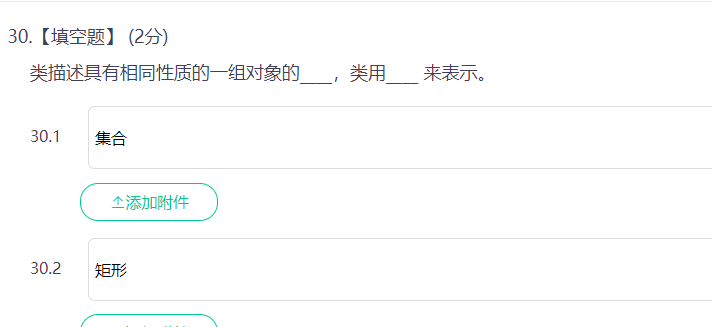 30.【填空题】 (2分)
类描述具有相同性质的一组对象的____，类用____ 来表示。
30.1
集合
添加附件
30.2
矩形